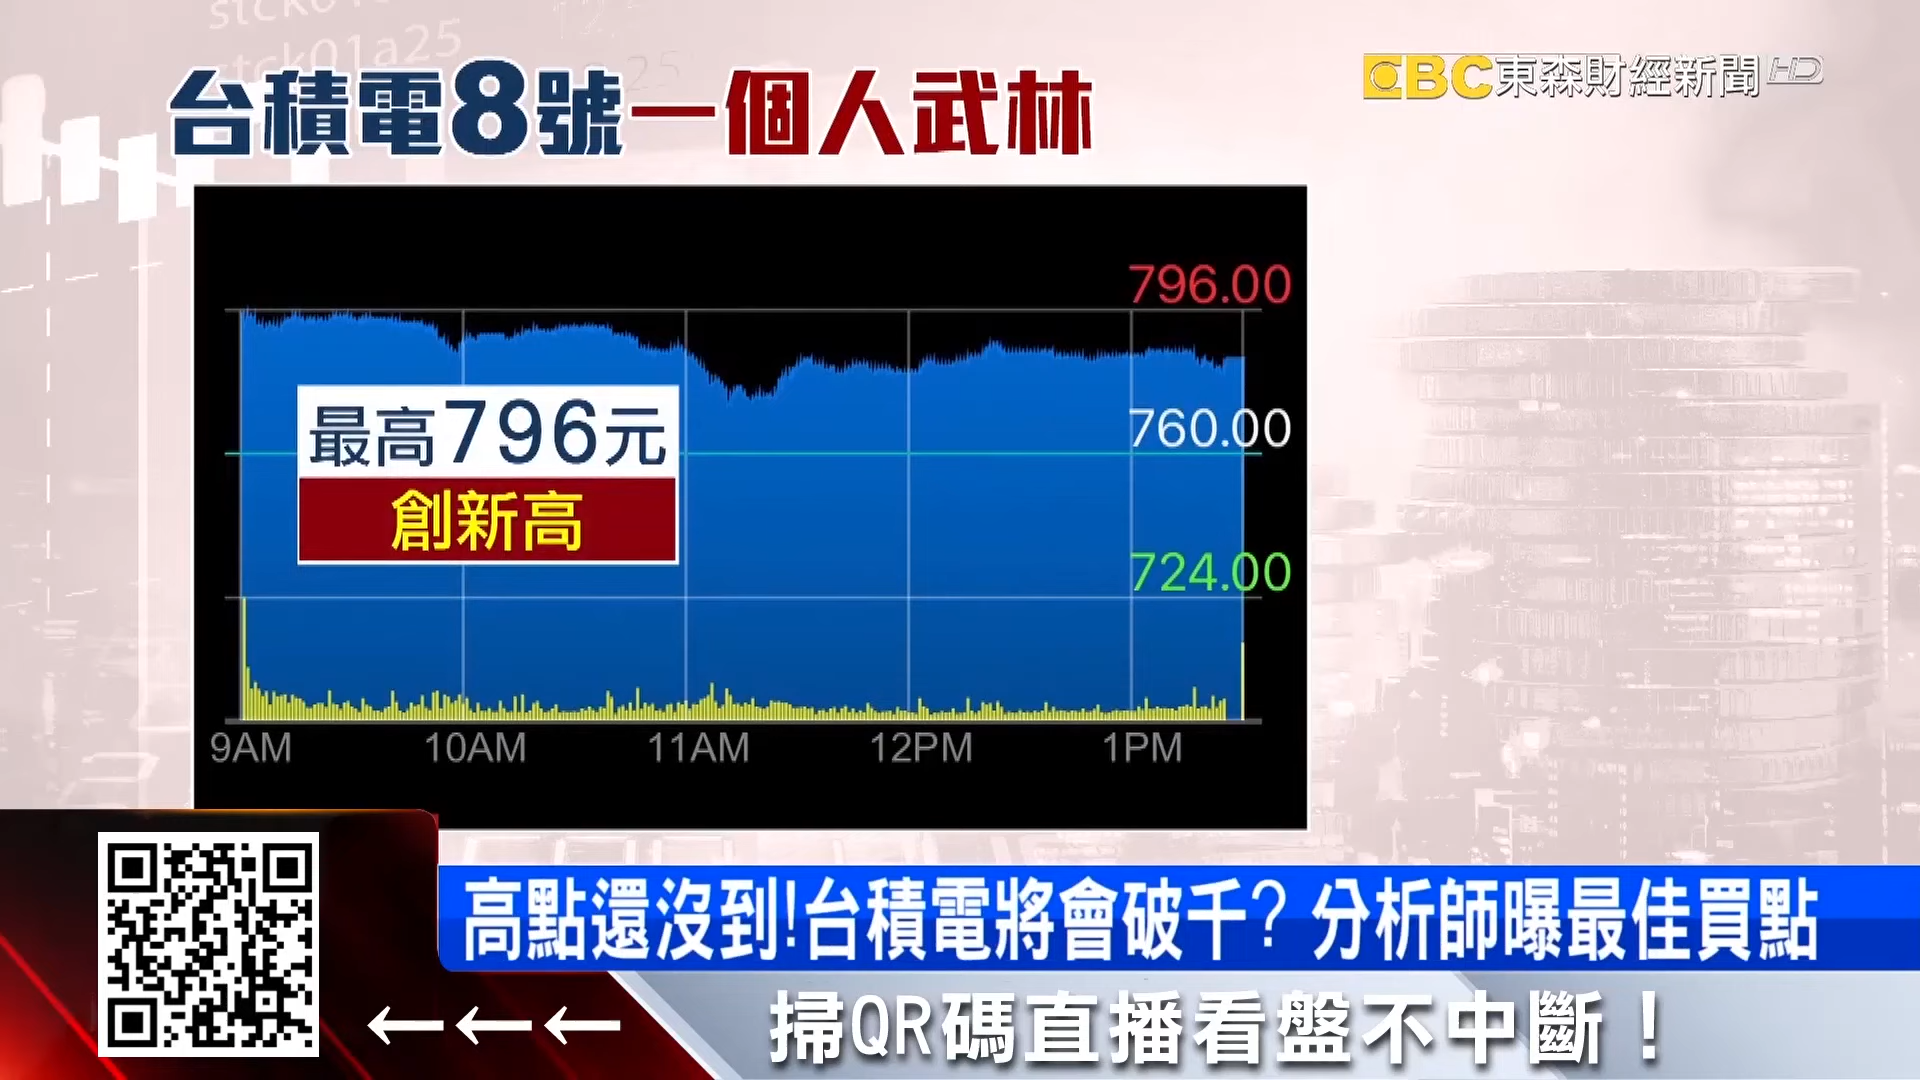 stck01a25
台積電8號一個人武林
EBC東森財經新聞HD
796.00
最高796元
760.00
創新高
724.00
9AM 10AM 11AM 12PM 1PM
高點還沒到!台積電將會破千? 分析師曝最佳買點
←←← 掃QR碼直播看盤不中斷！